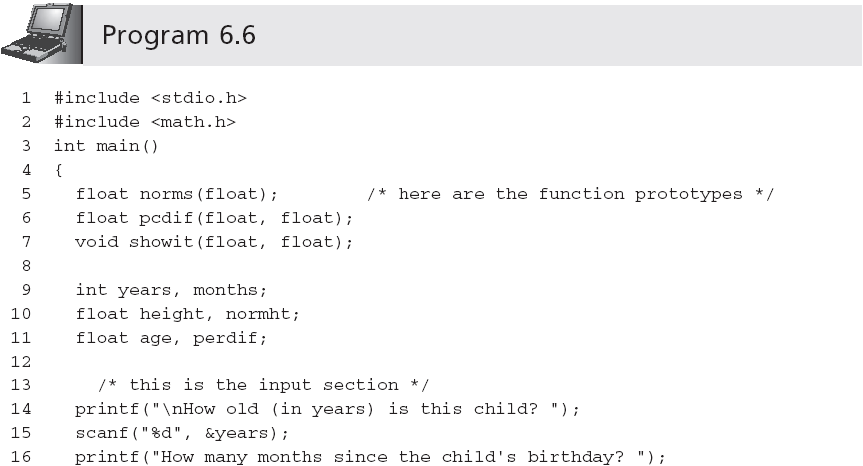 Program 6.6
1 #include <stdio.h>
2 #include <math.h>
3 int main()
4 {
5   float norms(float);        /* here are the function prototypes */
6   float pcdif(float, float);
7   void showit(float, float);
8
9   int years, months;
10   float height, normht;
11   float age, perdif;
12
13     /* this is the input section */
14   printf("\nHow old (in years) is this child? ");
15   scanf("%d", &years);
16   printf("How many months since the child's birthday? ");